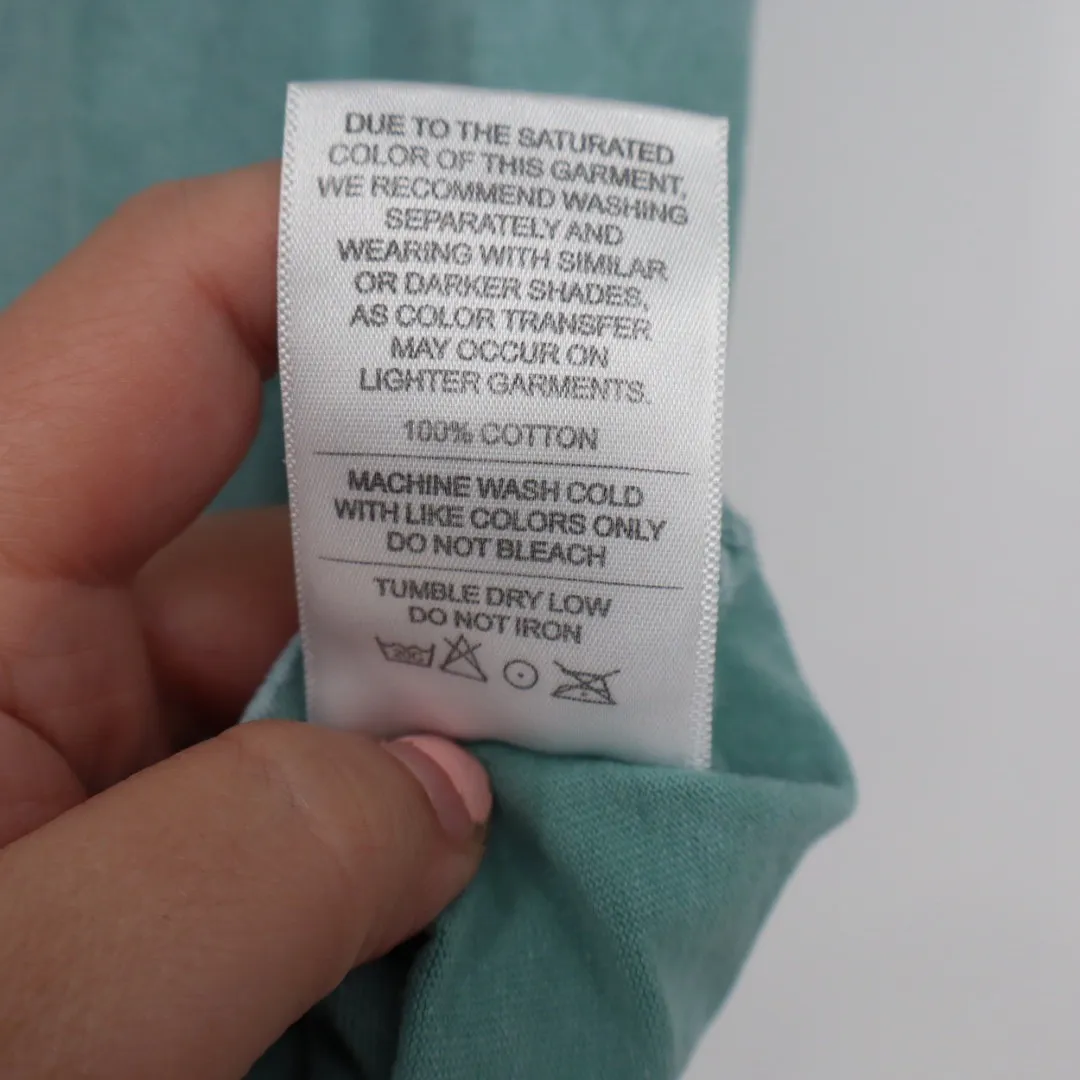 DUE TO THE SATURATED
COLOR OF THIS GARMENT,
WE RECOMMEND WASHING
SEPARATELY AND
WEARING WITH SIMILAR
OR DARKER SHADES,
AS COLOR TRANSFER
MAY OCCUR ON
LIGHTER GARMENTS.
100% COTTON
MACHINE WASH COLD
WITH LIKE COLORS ONLY
DO NOT BLEACH
TUMBLE DRY LOW
DO NOT IRON